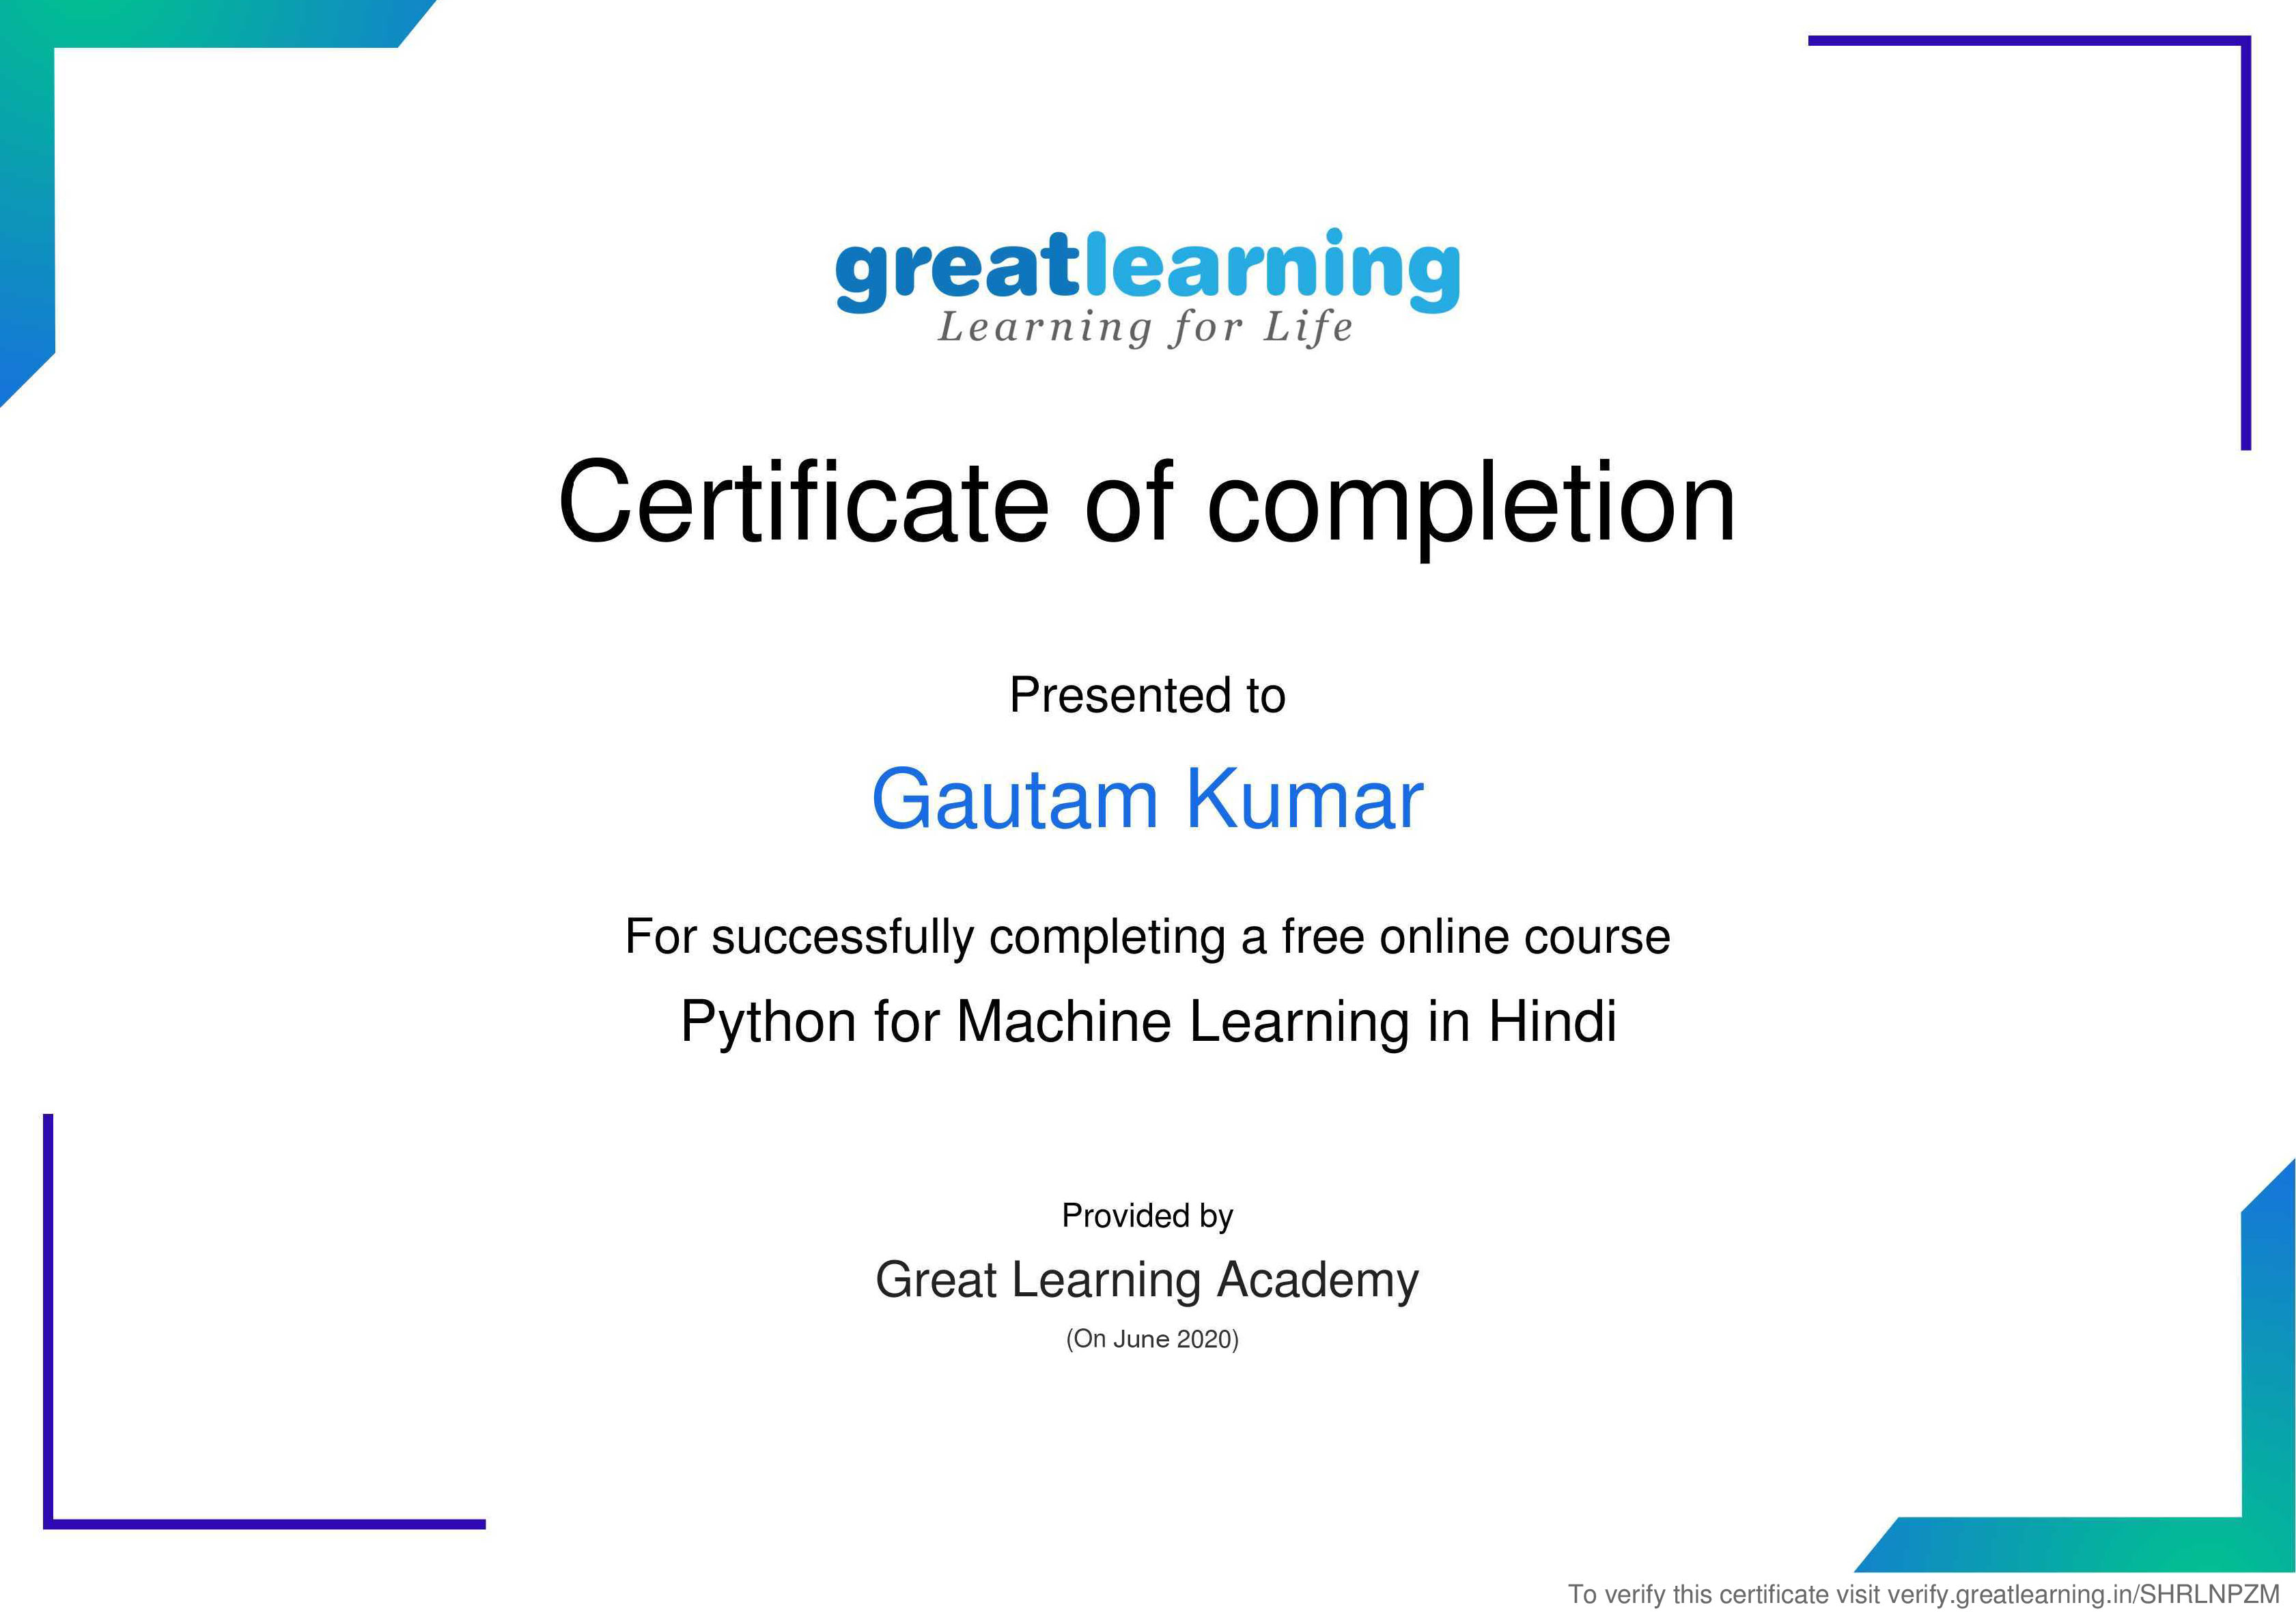 greatlearning
Learning for Life
Certificate of completion
Presented to
Gautam Kumar
For successfully completing a free online course
Python for Machine Learning in Hindi
Provided by
Great Learning Academy
(On June 2020)
To verify this certificate visit verify.greatlearning.in/SHRLNPZM